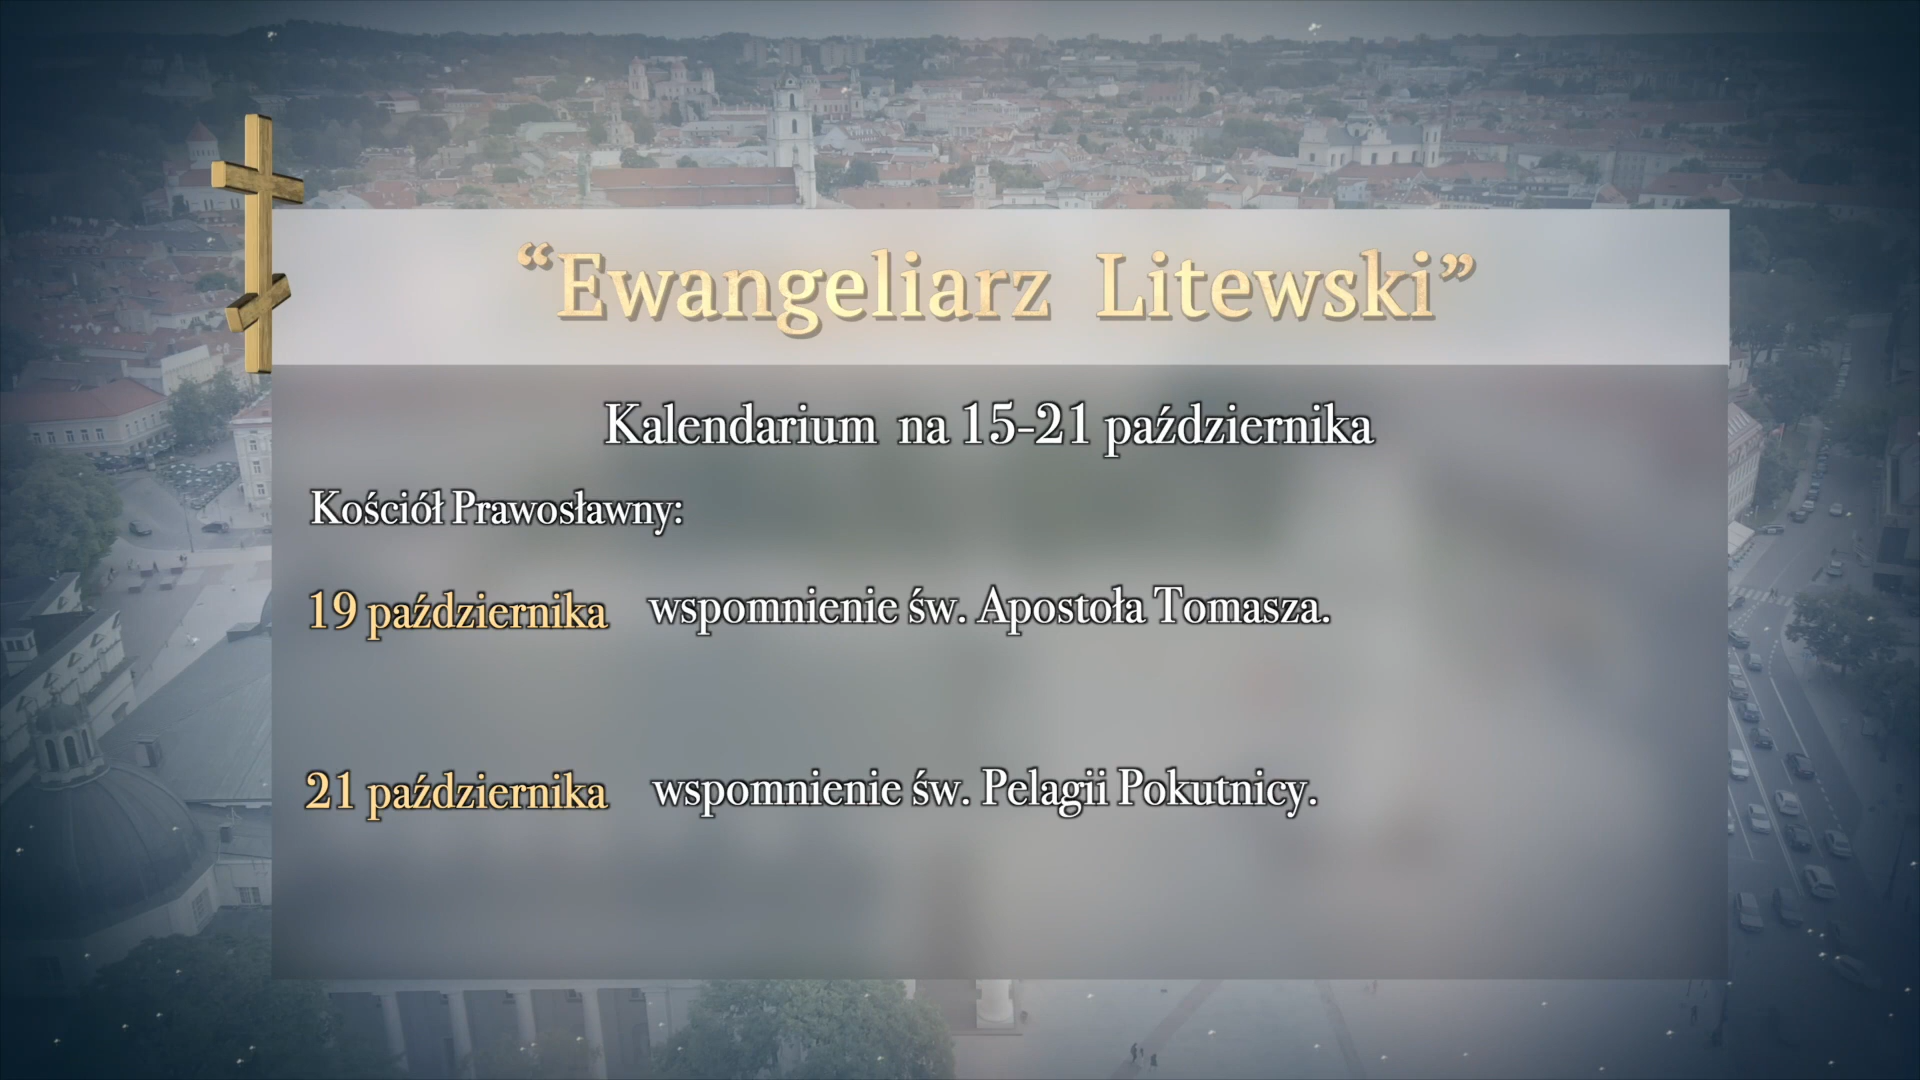 “Ewangeliarz Litewski”
Kalendarium na 15-21 października
Kościół Prawosławny:
19 października wspomnienie św. Apostoła Tomasza.
21 października wspomnienie św. Pelagii Pokutnicy.